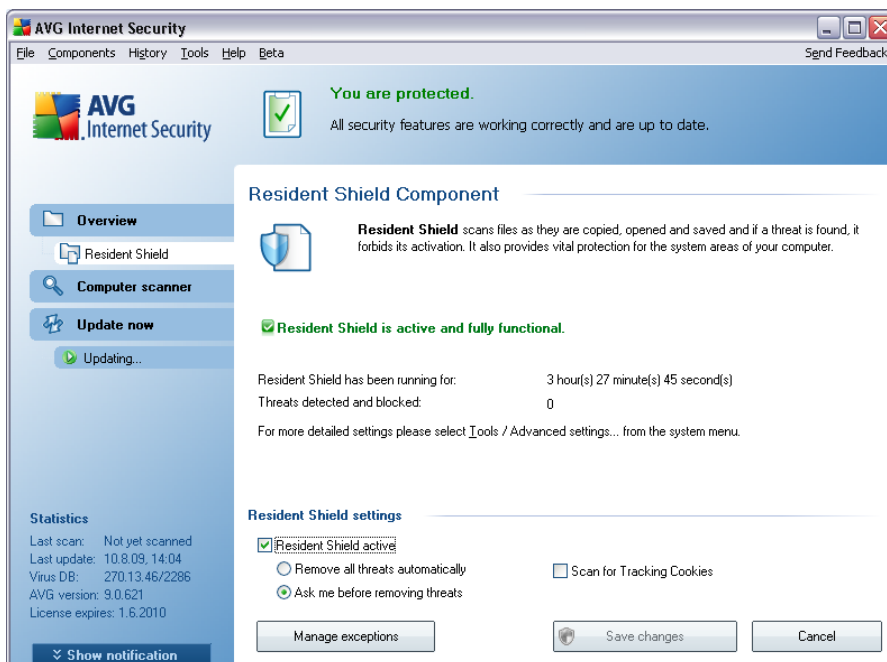 AVG Internet Security
File Components History Tools Help Beta Send Feedback
AVG
Internet Security
You are protected.
All security features are working correctly and are up to date.
Overview
Resident Shield
Computer scanner
Update now
Updating...
Resident Shield Component
Resident Shield scans files as they are copied, opened and saved and if a threat is found, it
forbids its activation. It also provides vital protection for the system areas of your computer.
Resident Shield is active and fully functional.
Resident Shield has been running for: 3 hour(s) 27 minute(s) 45 second(s)
Threats detected and blocked: 0
For more detailed settings please select Tools / Advanced settings... from the system menu.
Statistics
Last scan: Not yet scanned
Last update: 10.8.09, 14:04
Virus DB: 270.13.46/2286
AVG version: 9.0.621
License expires: 1.6.2010
Show notification
Resident Shield settings
Resident Shield active
Remove all threats automatically
Ask me before removing threats
Scan for Tracking Cookies
Manage exceptions
Save changes
Cancel